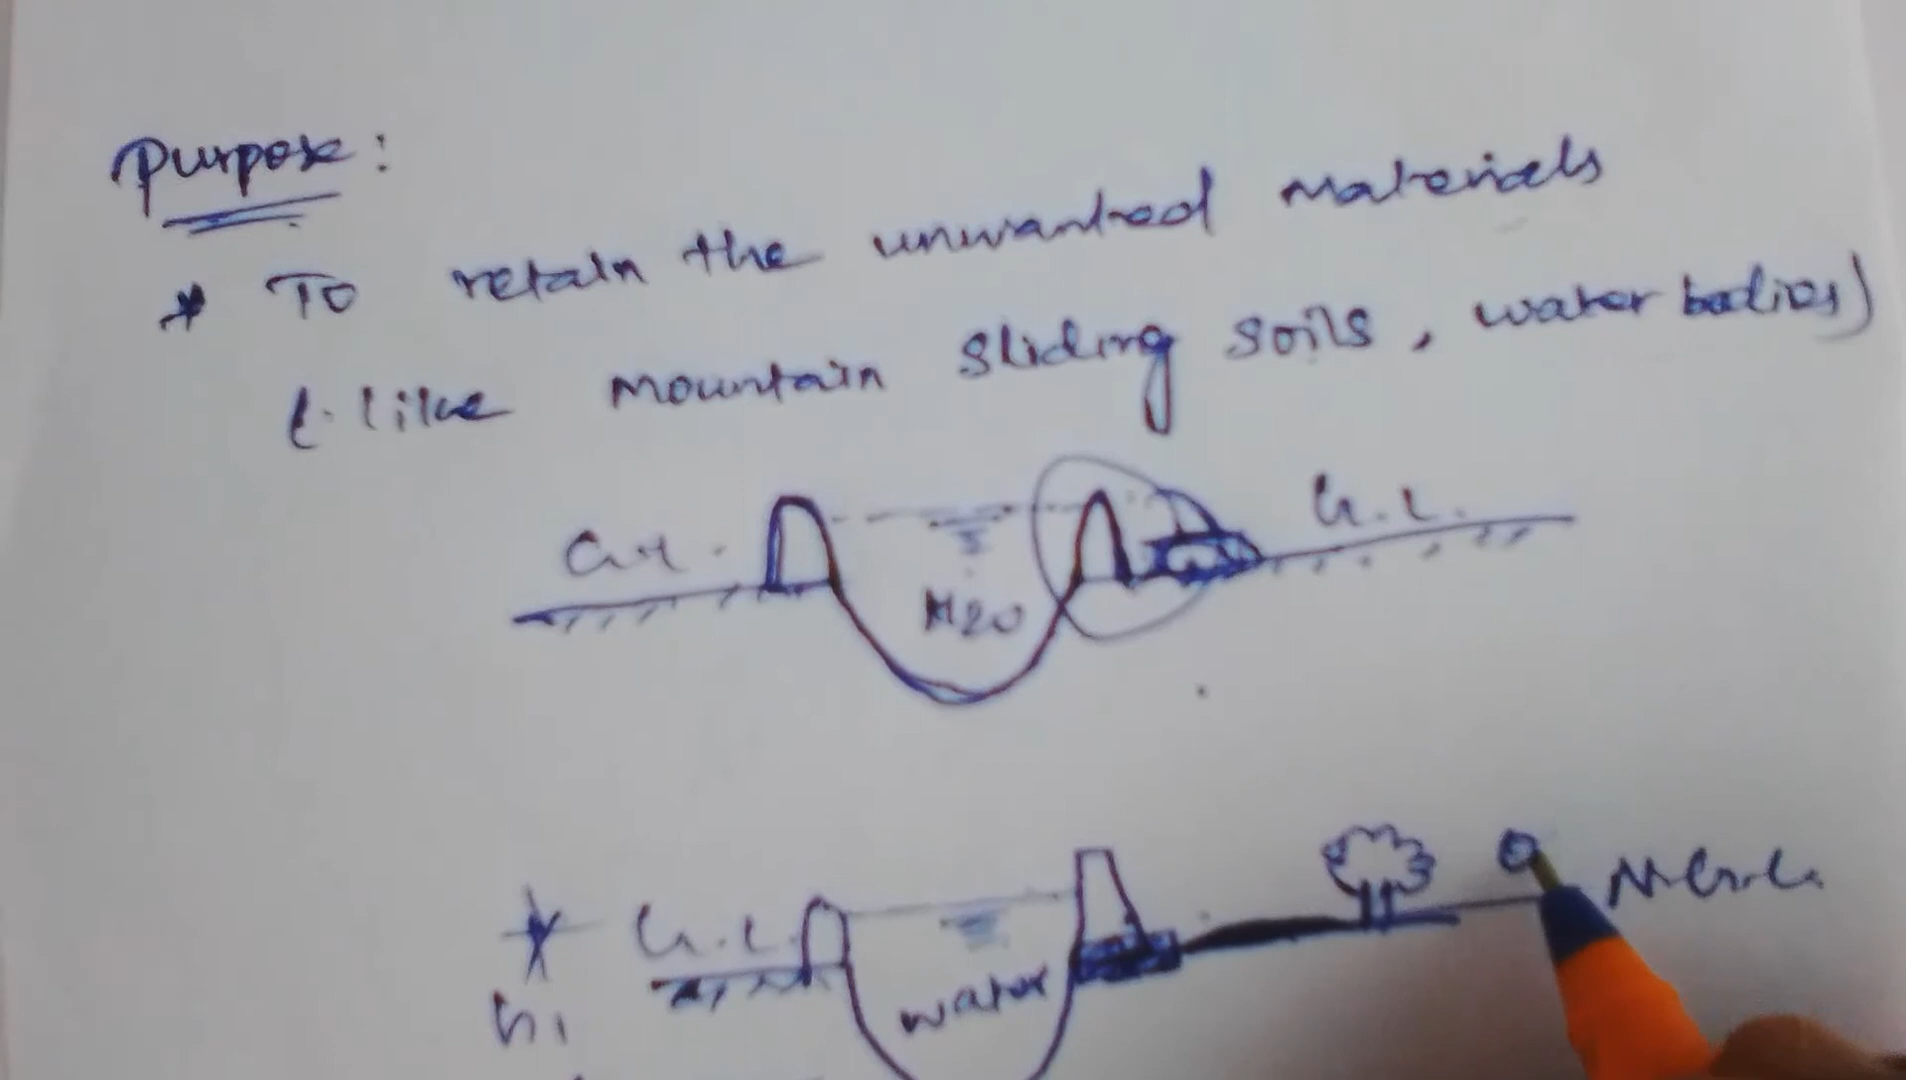 Purpose:
* To retain the unwanted materials
(like mountain sliding soils, water bodies)
G.L.
G.L.
H2O
G.L.
water